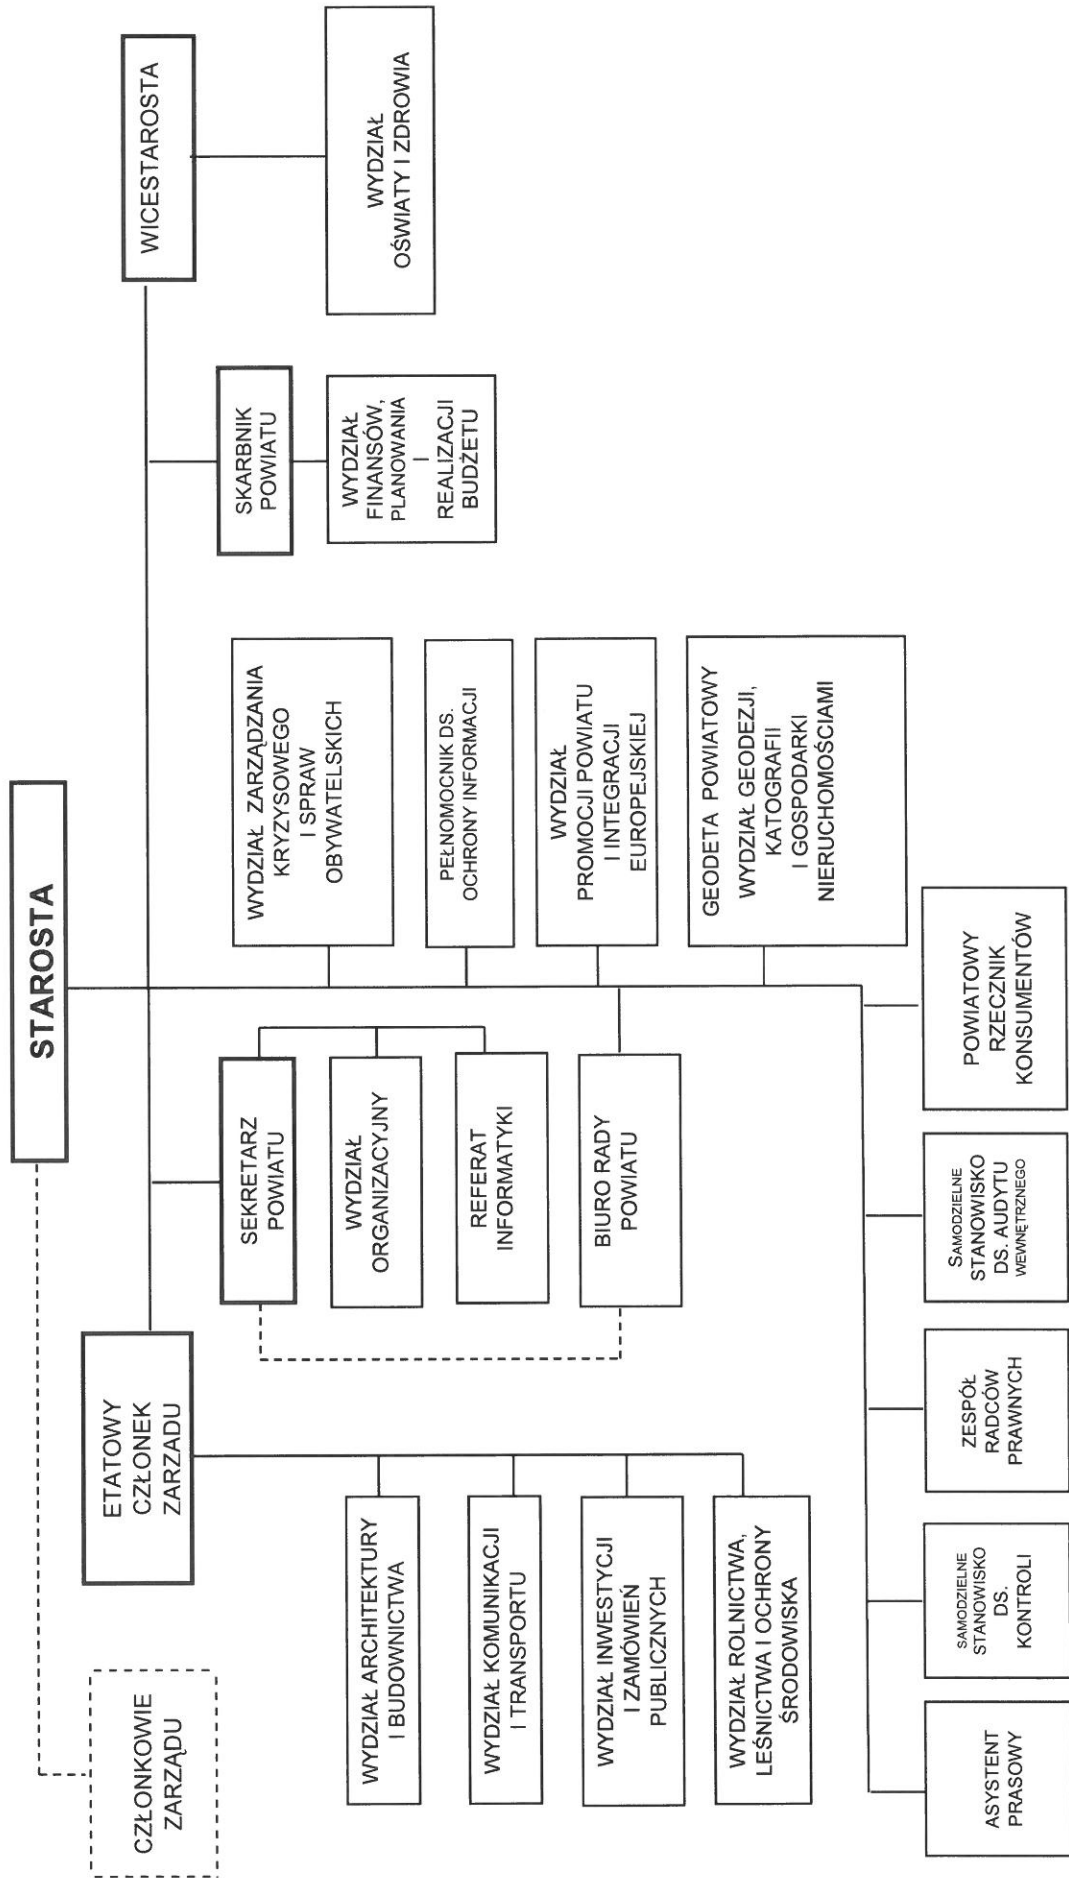 STAROSTA
CZŁONKOWIE
ZARZĄDU
ETATOWY
CZŁONEK
ZARZADU
WICESTAROSTA
SEKRETARZ
POWIATU
SKARBNIK
POWIATU
WYDZIAŁ ARCHITEKTURY
I BUDOWNICTWA
WYDZIAŁ KOMUNIKACJI
I TRANSPORTU
WYDZIAŁ INWESTYCJI
I ZAMÓWIEŃ
PUBLICZNYCH
WYDZIAŁ ROLNICTWA,
LEŚNICTWA I OCHRONY
ŚRODOWISKA
WYDZIAŁ
ORGANIZACYJNY
REFERAT
INFORMATYKI
BIURO RADY
POWIATU
WYDZIAŁ ZARZĄDZANIA
KRYZYSOWEGO
I SPRAW
OBYWATELSKICH
PEŁNOMOCNIK DS.
OCHRONY INFORMACJI
WYDZIAŁ
PROMOCJI POWIATU
I INTEGRACJI
EUROPEJSKIEJ
GEODETA POWIATOWY
WYDZIAŁ GEODEZJI,
KATOGRAFII
I GOSPODARKI
NIERUCHOMOŚCIAMI
WYDZIAŁ
FINANSÓW,
PLANOWANIA
I
REALIZACJI
BUDŻETU
WYDZIAŁ
OŚWIATY I ZDROWIA
ASYSTENT
PRASOWY
SAMODZIELNE
STANOWISKO
DS.
KONTROLI
ZESPÓŁ
RADCÓW
PRAWNYCH
SAMODZIELNE
STANOWISKO
DS. AUDYTU
WEWNĘTRZNEGO
POWIATOWY
RZECZNIK
KONSUMENTÓW